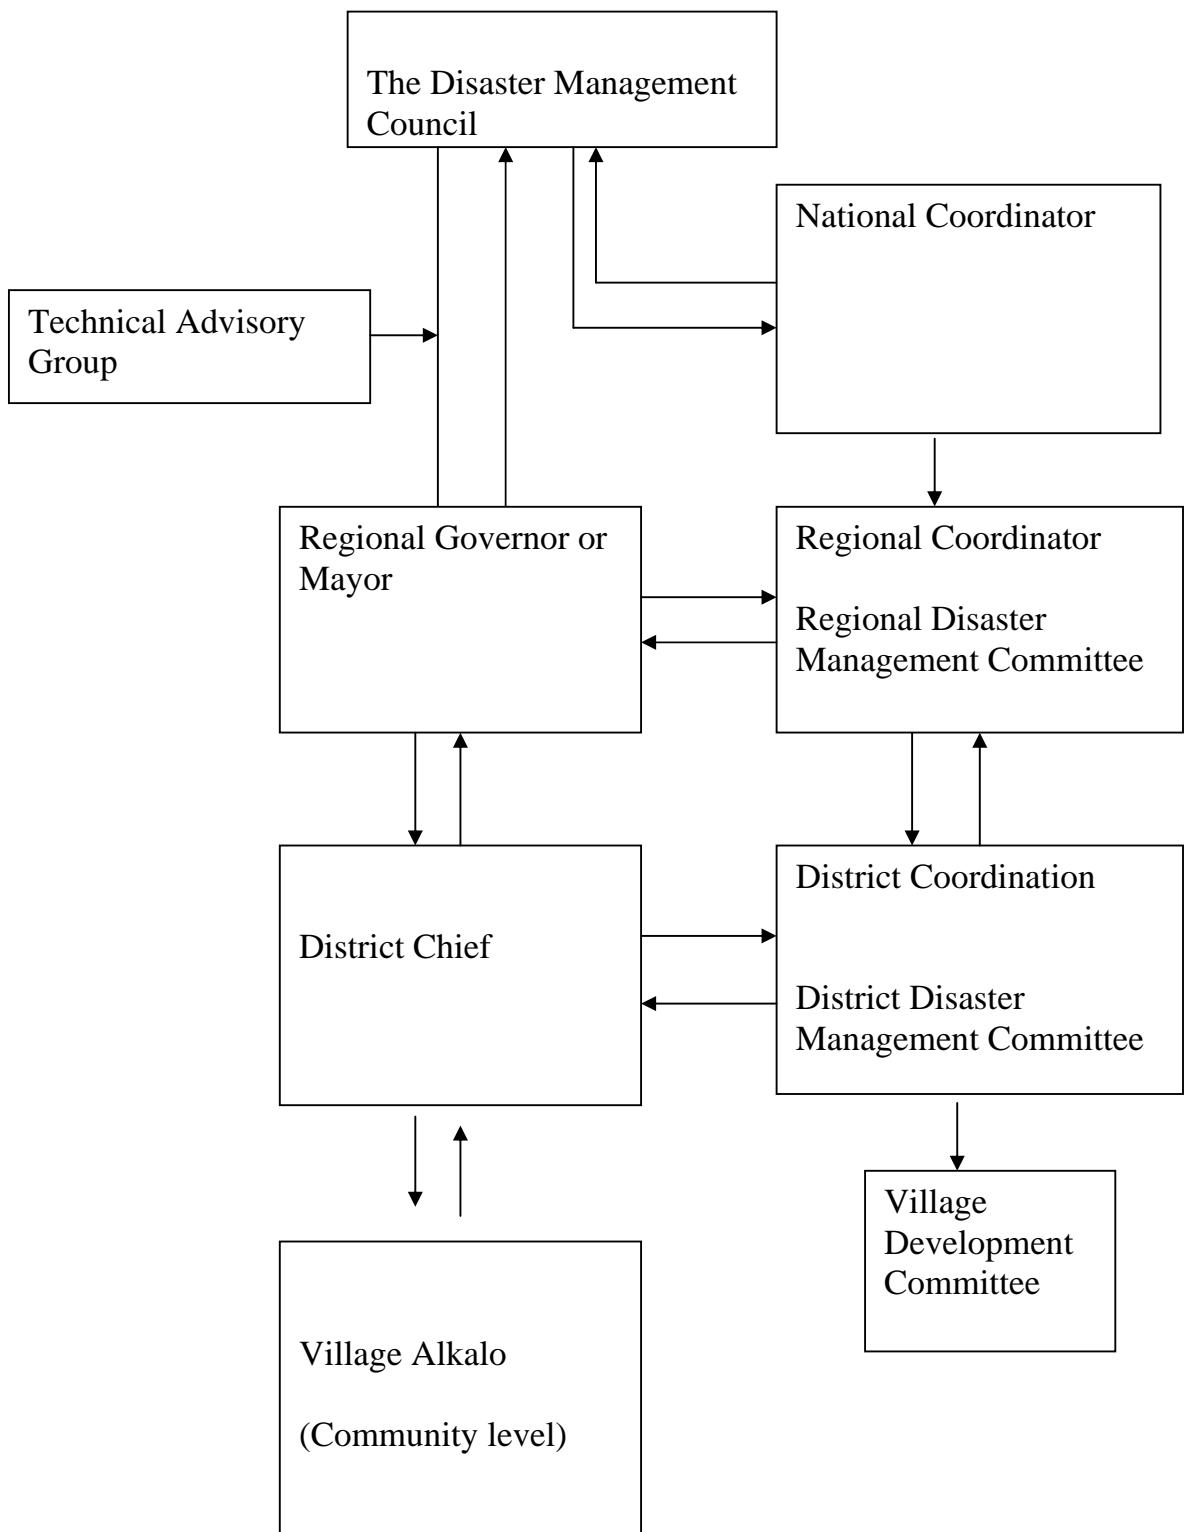 The Disaster Management
Council
National Coordinator
Technical Advisory
Group
Regional Governor or
Mayor
Regional Coordinator
Regional Disaster
Management Committee
District Chief
District Coordination
District Disaster
Management Committee
Village
Development
Committee
Village Alkalo
(Community level)